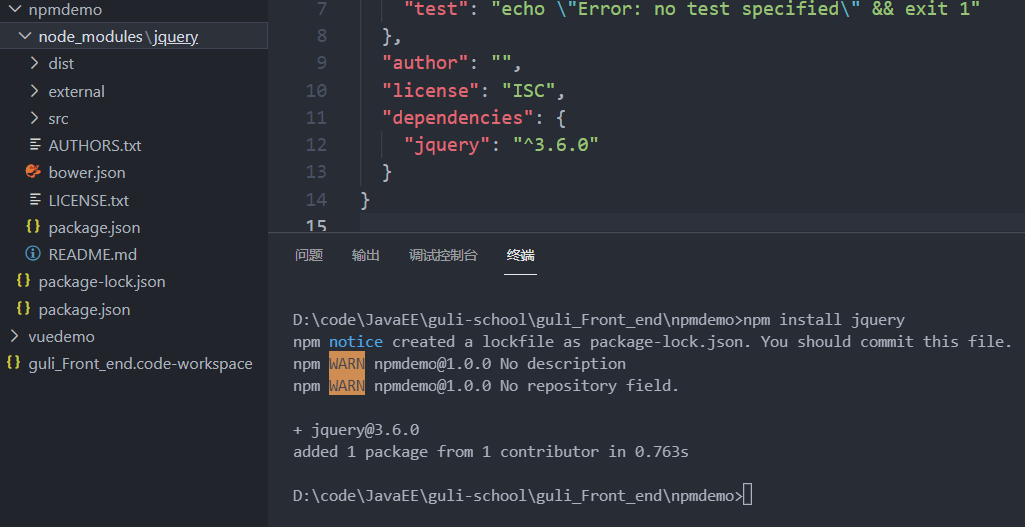 npmdemo
node_modules\jquery
dist
external
src
AUTHORS.txt
bower.json
LICENSE.txt
package.json
README.md
package-lock.json
package.json
vuedemo
guli_Front_end.code-workspace
7 "test": "echo \"Error: no test specified\" && exit 1"
8 },
9 "author": "",
10 "license": "ISC",
11 "dependencies": {
12 "jquery": "^3.6.0"
13 }
14 }
15
问题 输出 调试控制台 终端
D:\code\JavaEE\guli-school\guli_Front_end\npmdemo>npm install jquery
npm notice created a lockfile as package-lock.json. You should commit this file.
npm WARN npmdemo@1.0.0 No description
npm WARN npmdemo@1.0.0 No repository field.
+ jquery@3.6.0
added 1 package from 1 contributor in 0.763s
D:\code\JavaEE\guli-school\guli_Front_end\npmdemo>